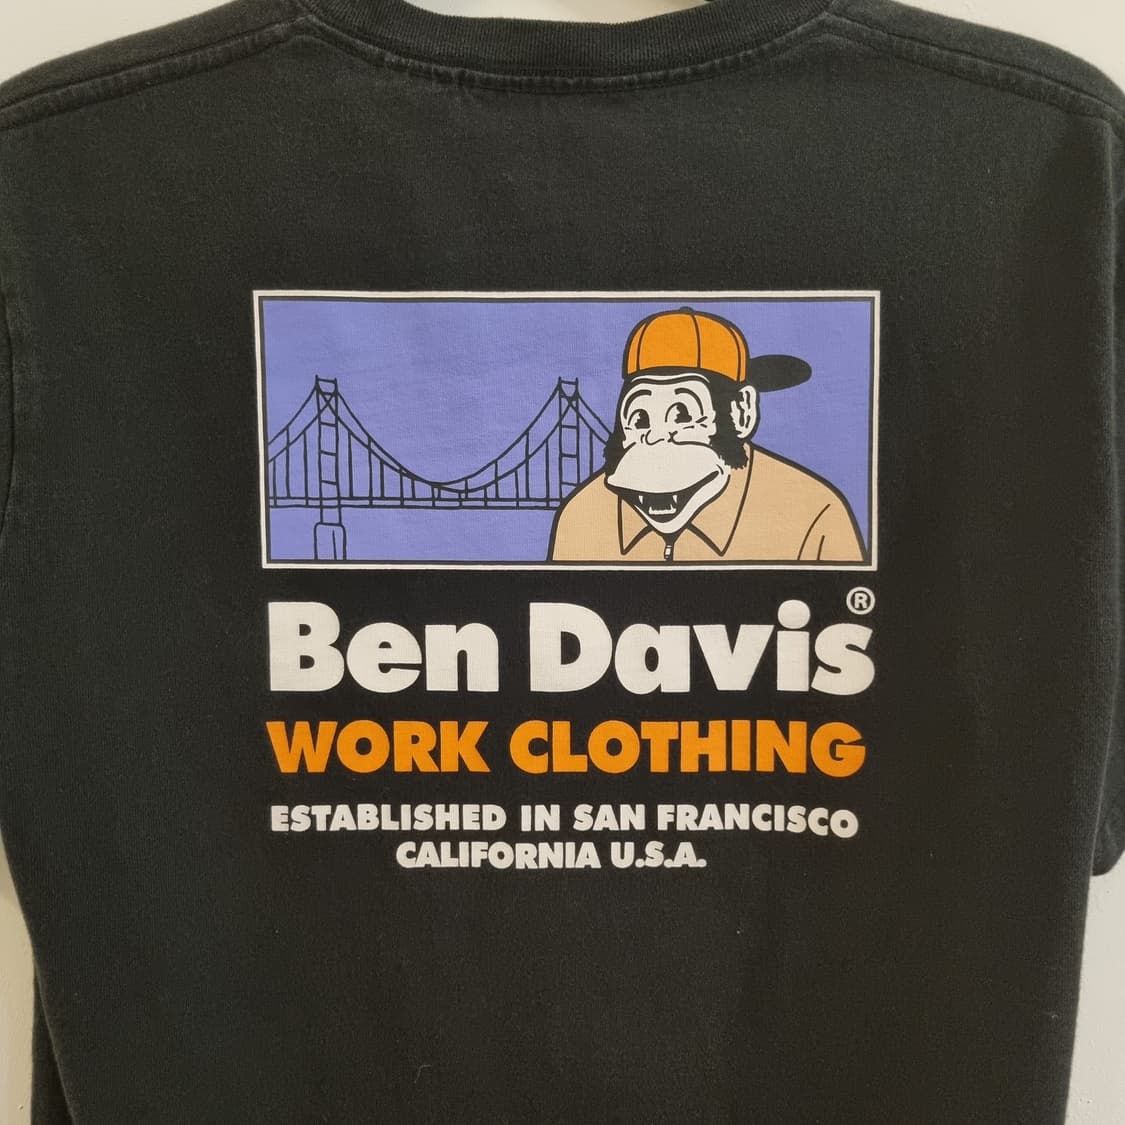 Ben Davis®
WORK CLOTHING
ESTABLISHED IN SAN FRANCISCO
CALIFORNIA U.S.A.